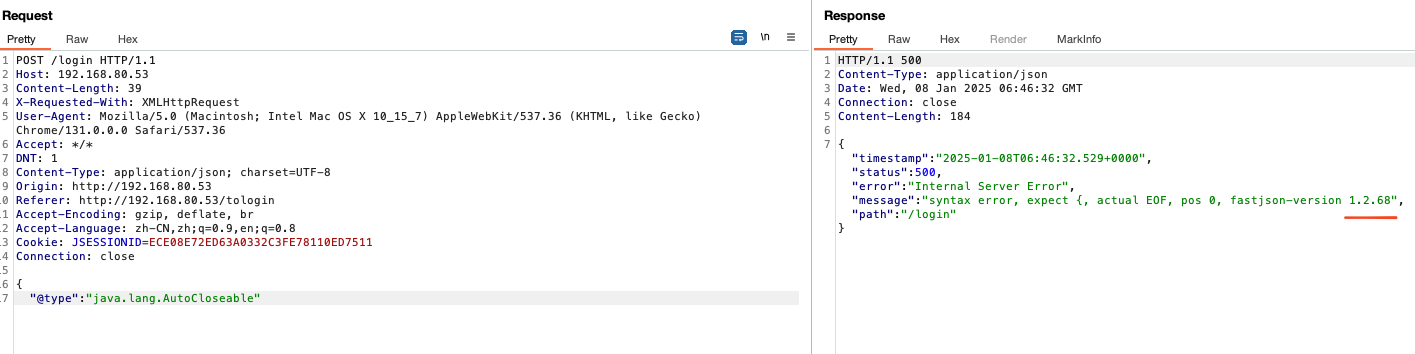 Request
Pretty Raw Hex
\n
1 POST /login HTTP/1.1
2 Host: 192.168.80.53
3 Content-Length: 39
4 X-Requested-With: XMLHttpRequest
5 User-Agent: Mozilla/5.0 (Macintosh; Intel Mac OS X 10_15_7) AppleWebKit/537.36 (KHTML, like Gecko)
Chrome/131.0.0.0 Safari/537.36
6 Accept: */*
7 DNT: 1
8 Content-Type: application/json; charset=UTF-8
9 Origin: http://192.168.80.53
.0 Referer: http://192.168.80.53/tologin
.1 Accept-Encoding: gzip, deflate, br
.2 Accept-Language: zh-CN,zh;q=0.9,en;q=0.8
.3 Cookie: JSESSIONID=ECE08E72ED63A0332C3FE78110ED7511
.4 Connection: close
.5
.6 {
.7 "@type":"java.lang.AutoCloseable"
Response
Pretty Raw Hex Render MarkInfo
1 HTTP/1.1 500
2 Content-Type: application/json
3 Date: Wed, 08 Jan 2025 06:46:32 GMT
4 Connection: close
5 Content-Length: 184
6
7 {
"timestamp":"2025-01-08T06:46:32.529+0000",
"status":500,
"error":"Internal Server Error",
"message":"syntax error, expect {, actual EOF, pos 0, fastjson-version 1.2.68",
"path":"/login"
}